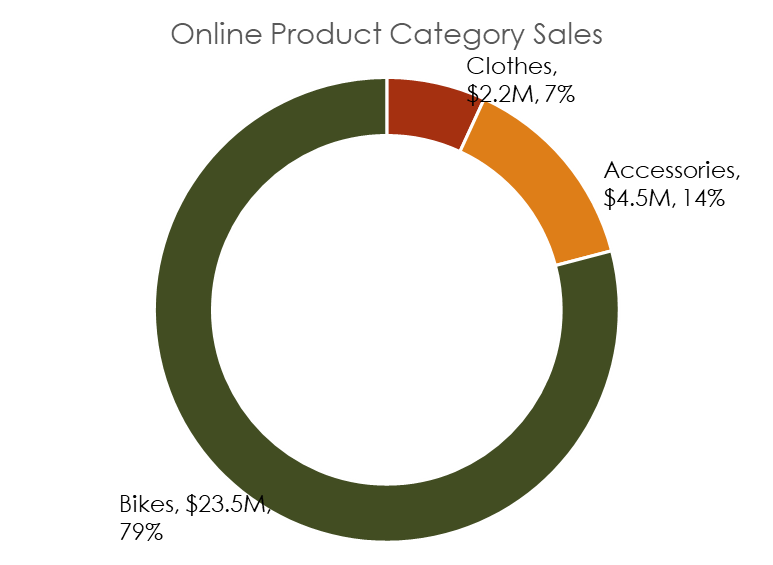 Online Product Category Sales
Clothes,
$2.2M, 7%
Accessories,
$4.5M, 14%
Bikes, $23.5M,
79%